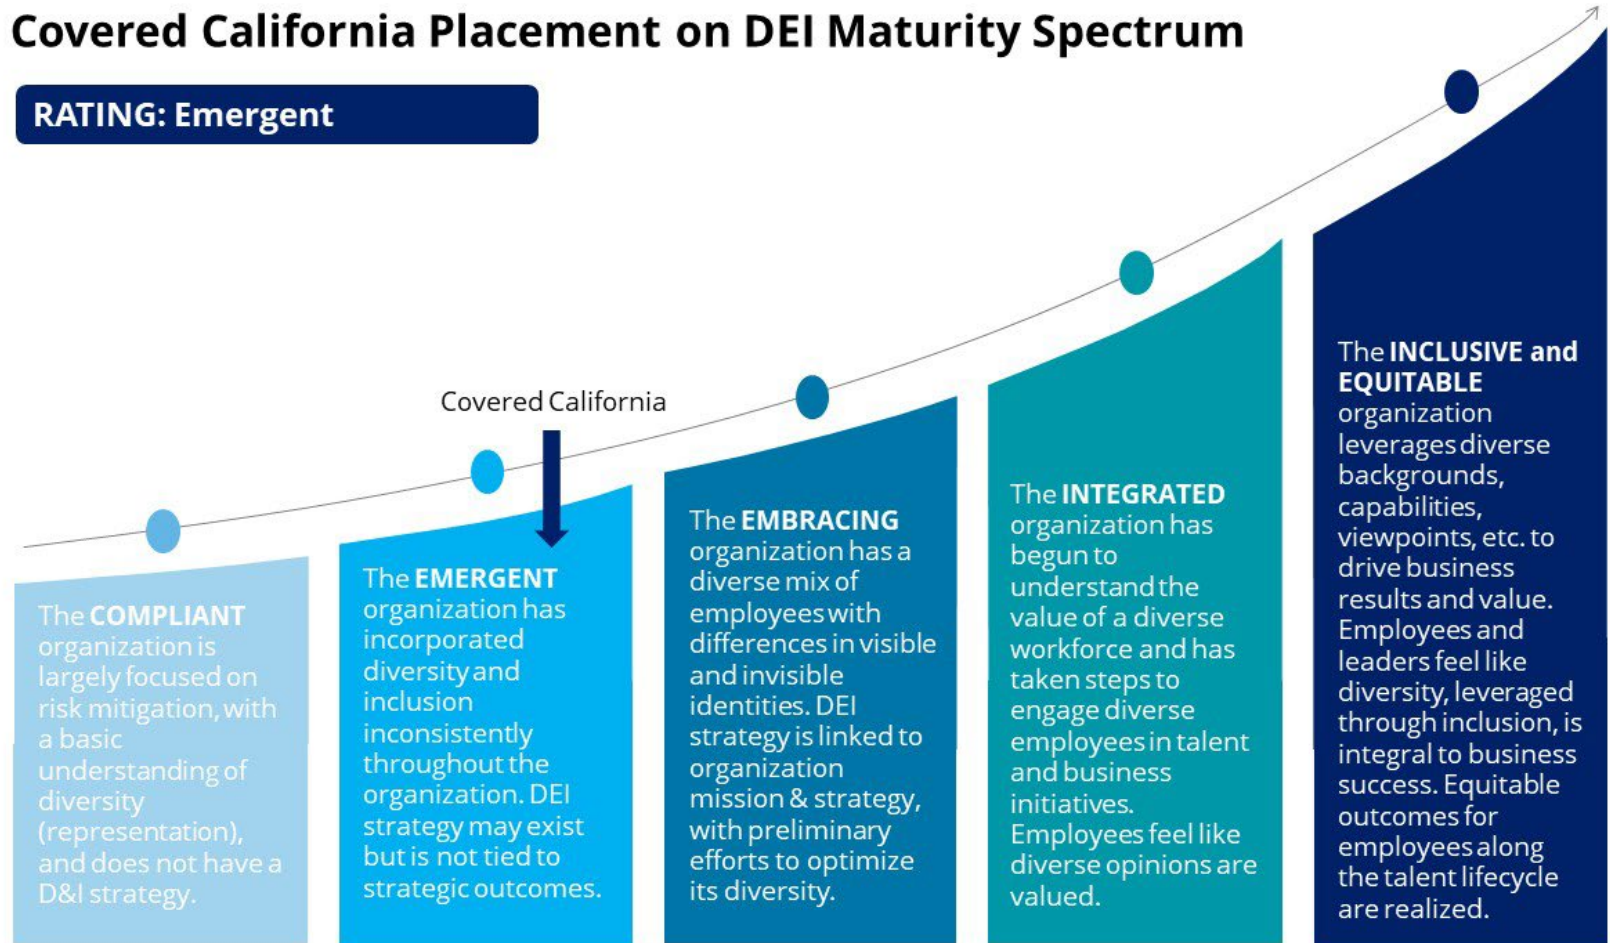 Covered California Placement on DEI Maturity Spectrum
RATING: Emergent
Covered California
The COMPLIANT
organization is
largely focused on
risk mitigation, with
a basic
understanding of
diversity
(representation),
and does not have a
D&I strategy.
The EMERGENT
organization has
incorporated
diversity and
inclusion
inconsistently
throughout the
organization. DEI
strategy may exist
but is not tied to
strategic outcomes.
The EMBRACING
organization has a
diverse mix of
employees with
differences in visible
and invisible
identities. DEI
strategy is linked to
organization
mission & strategy,
with preliminary
efforts to optimize
its diversity.
The INTEGRATED
organization has
begun to
understand the
value of a diverse
workforce and has
taken steps to
engage diverse
employees in talent
and business
initiatives.
Employees feel like
diverse opinions are
valued.
The INCLUSIVE and
EQUITABLE
organization
leverages diverse
backgrounds,
capabilities,
viewpoints, etc. to
drive business
results and value.
Employees and
leaders feel like
diversity, leveraged
through inclusion, is
integral to business
success. Equitable
outcomes for
employees along
the talent lifecycle
are realized.